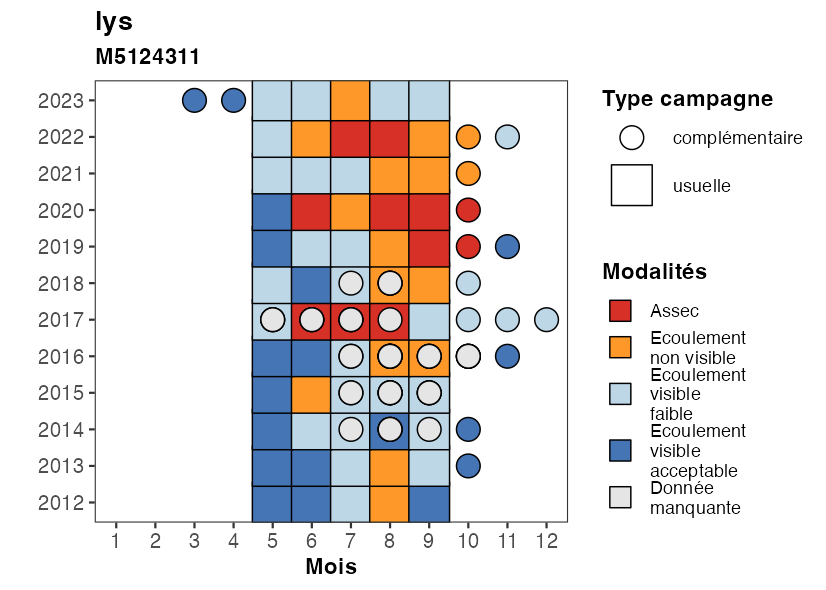 lys
M5124311
2023
2022
2021
2020
2019
2018
2017
2016
2015
2014
2013
2012
1 2 3 4 5 6 7 8 9 10 11 12
Mois
Type campagne
complémentaire
usuelle
Modalités
Assec
Ecoulement
non visible
Ecoulement
visible
faible
Ecoulement
visible
acceptable
Donnée
manquante